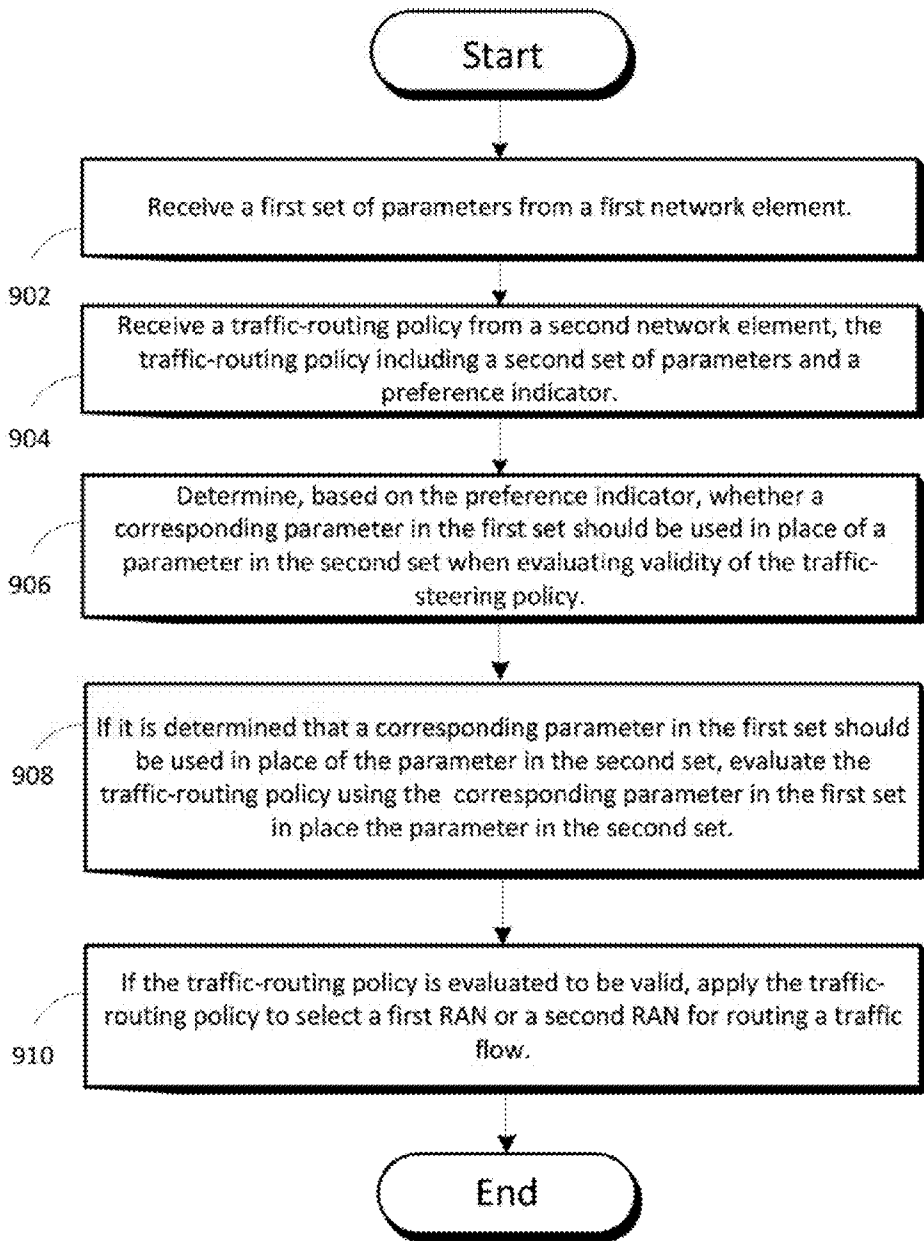 Start
Receive a first set of parameters from a first network element.
902
Receive a traffic-routing policy from a second network element, the
traffic-routing policy including a second set of parameters and a
preference indicator.
904
Determine, based on the preference indicator, whether a
corresponding parameter in the first set should be used in place of a
parameter in the second set when evaluating validity of the traffic-
steering policy.
906
If it is determined that a corresponding parameter in the first set should
be used in place of the parameter in the second set, evaluate the
traffic-routing policy using the corresponding parameter in the first set
in place the parameter in the second set.
908
If the traffic-routing policy is evaluated to be valid, apply the traffic-
routing policy to select a first RAN or a second RAN for routing a traffic
flow.
910
End